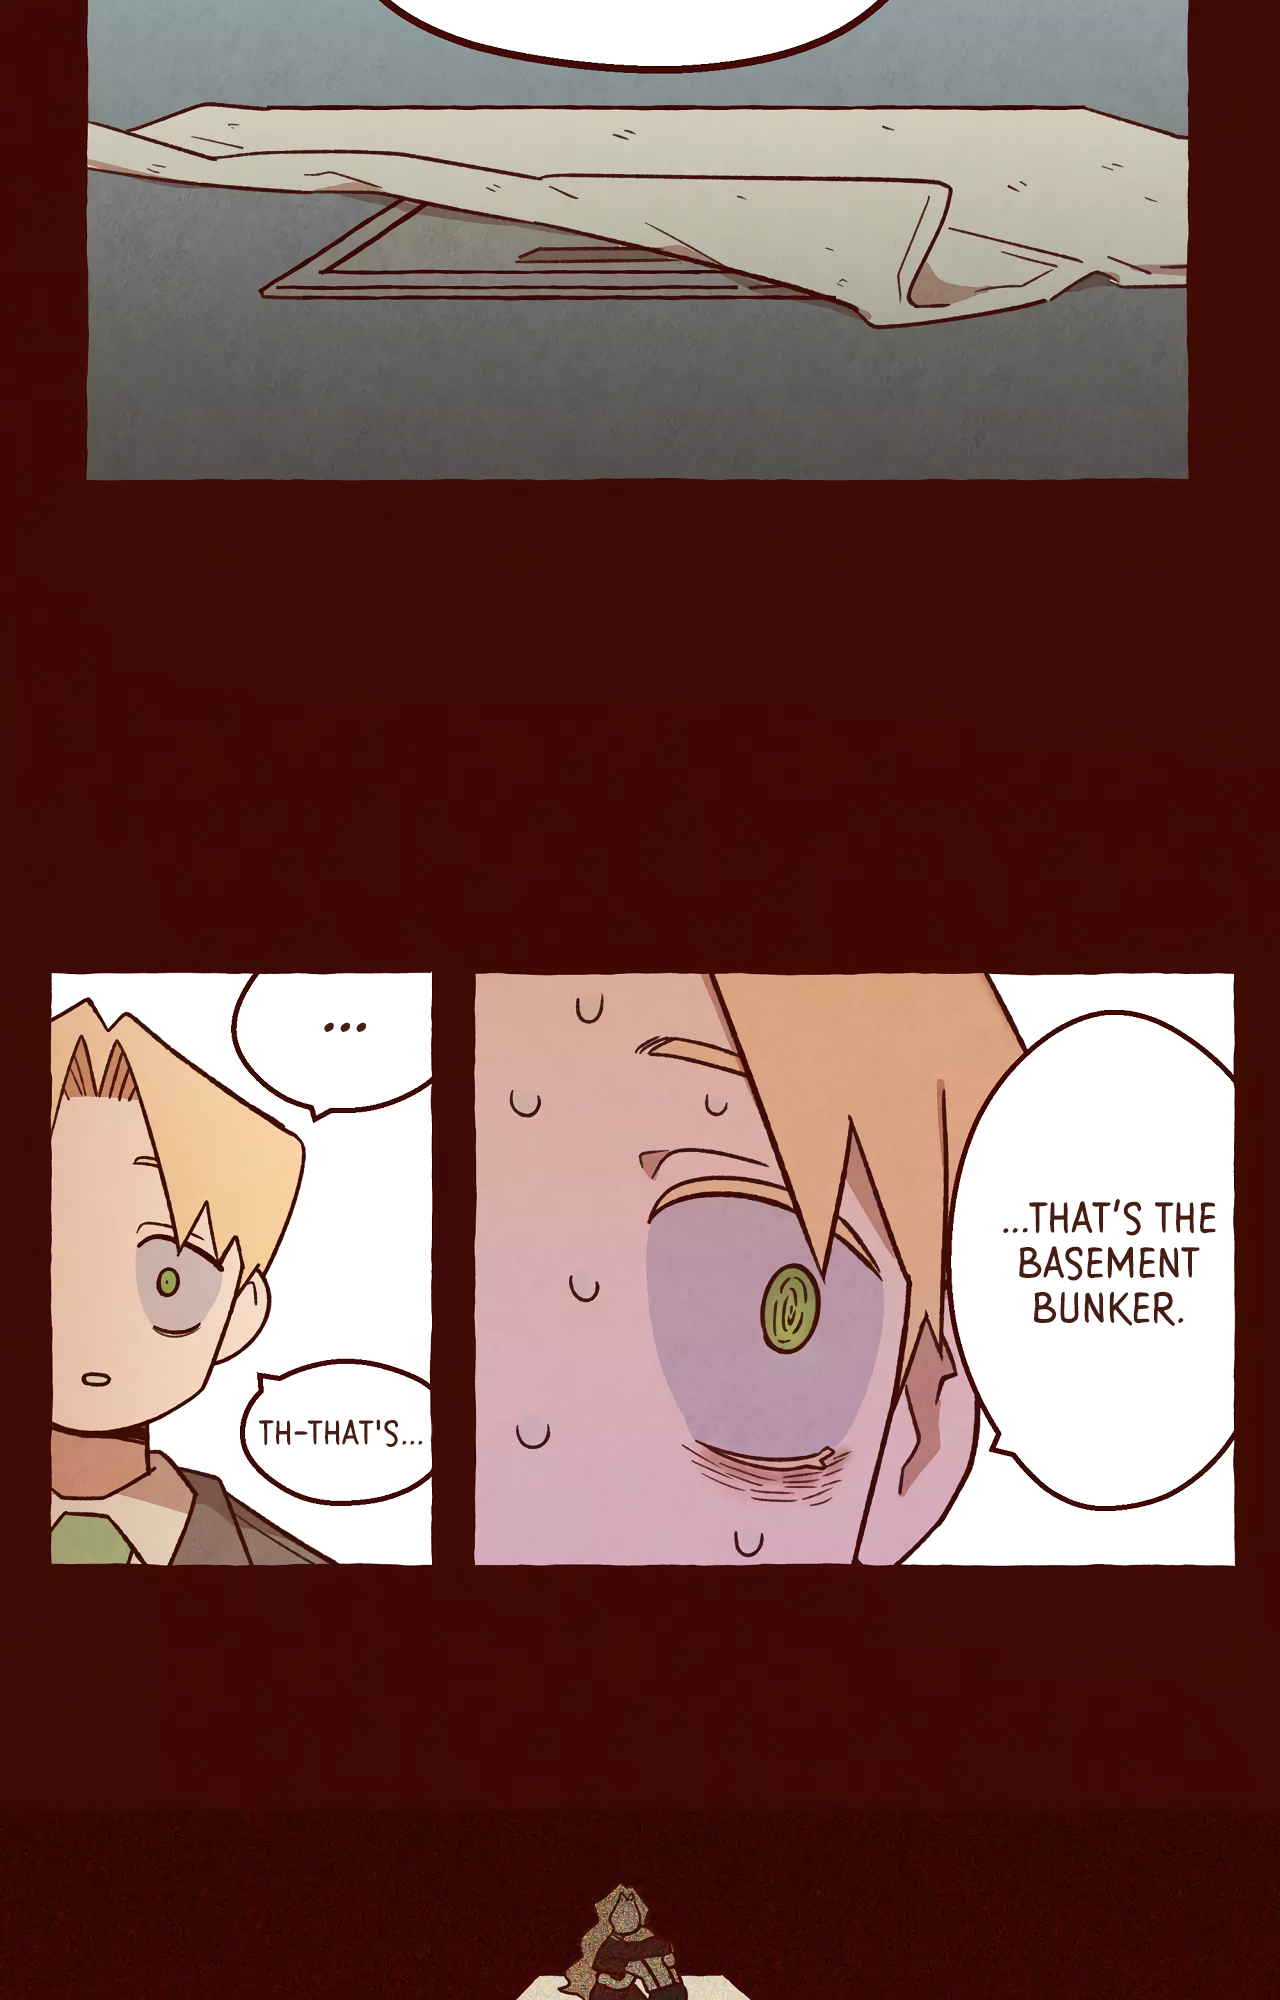 ...
TH-THAT'S...
...THAT'S THE
BASEMENT
BUNKER.